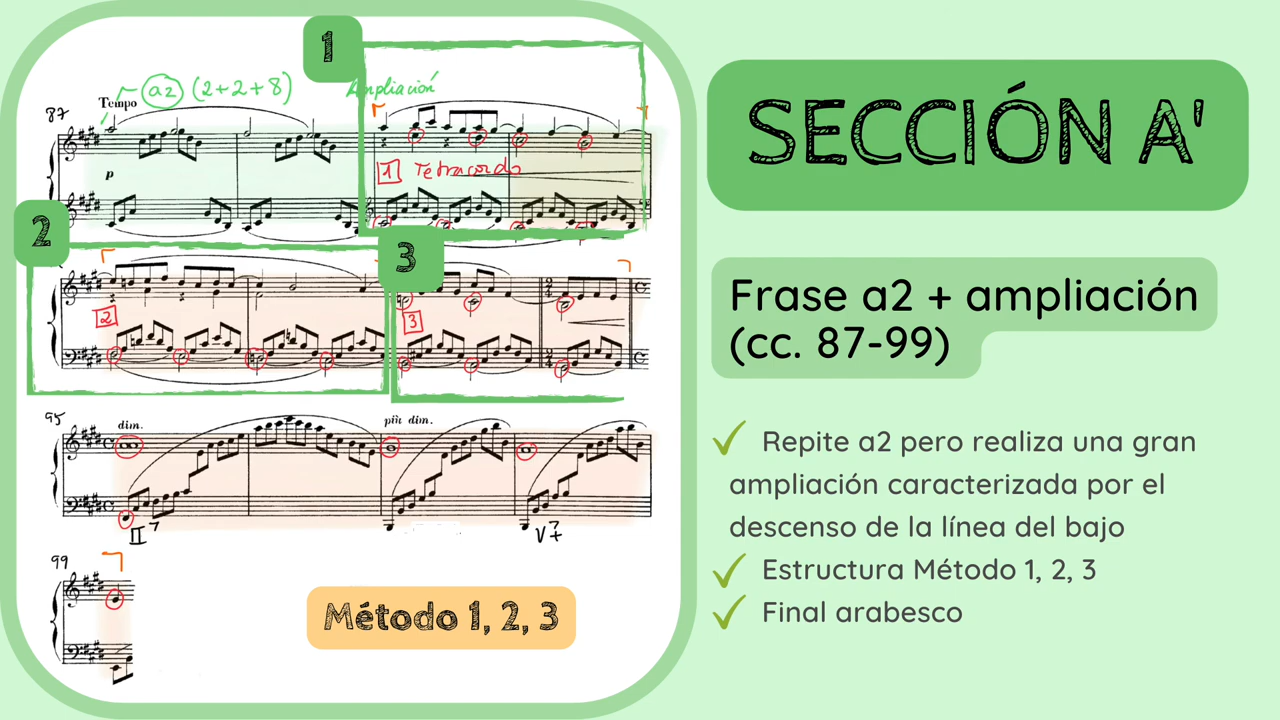 1
87
Tempo
a2 (2+2+8)
Ampliación
p
1 Tetracordo
2
3
2
3
SECCIÓN A'
Frase a2 + ampliación
(cc. 87-99)
Repite a2 pero realiza una gran
ampliación caracterizada por el
descenso de la línea del bajo
Estructura Método 1, 2, 3
Final arabesco
95
dim.
più dim.
II7
V7+
99
Método 1, 2, 3